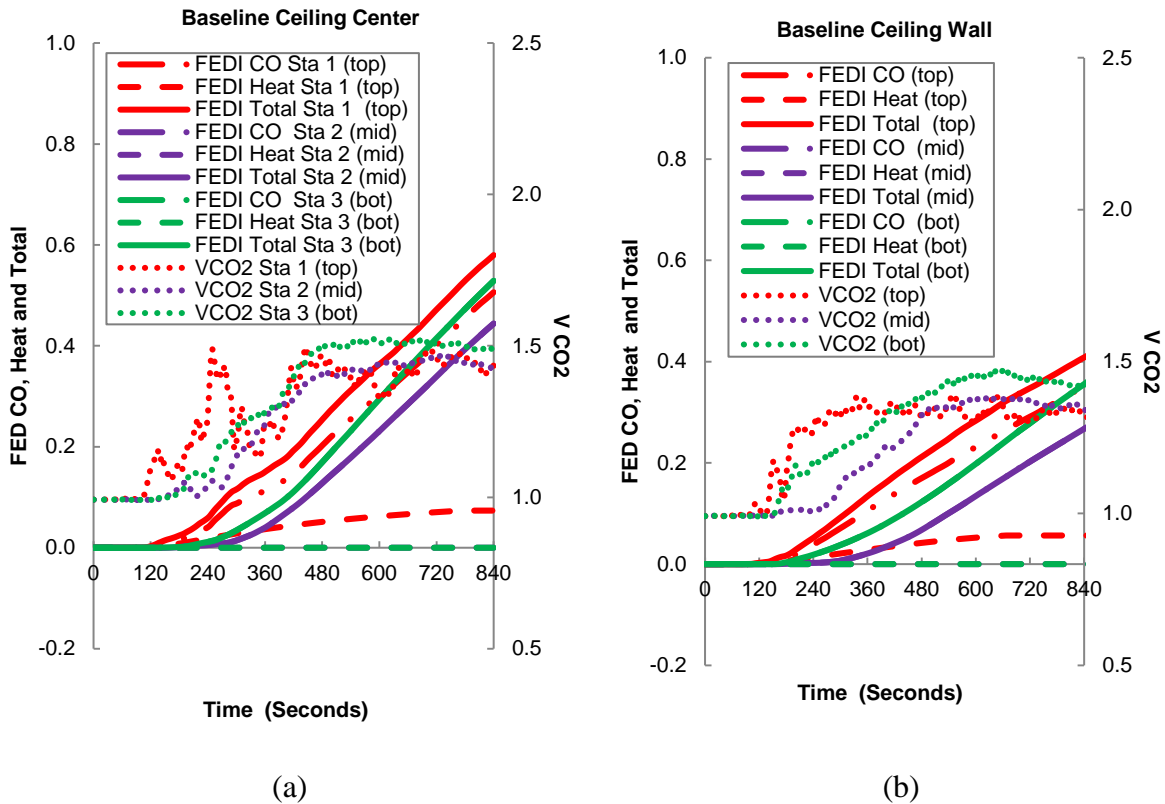 Baseline Ceiling Center
1.0
0.8
0.6
0.4
0.2
0.0
-0.2
FED CO, Heat and Total
FEDI CO Sta 1 (top)
FEDI Heat Sta 1 (top)
FEDI Total Sta 1 (top)
FEDI CO Sta 2 (mid)
FEDI Heat Sta 2 (mid)
FEDI Total Sta 2 (mid)
FEDI CO Sta 3 (bot)
FEDI Heat Sta 3 (bot)
FEDI Total Sta 3 (bot)
VCO2 Sta 1 (top)
VCO2 Sta 2 (mid)
VCO2 Sta 3 (bot)
2.5
2.0
1.5
1.0
0.5
V CO2
0 120 240 360 480 600 720 840
Time (Seconds)
(a)
Baseline Ceiling Wall
1.0
0.8
0.6
0.4
0.2
0.0
-0.2
FED CO, Heat and Total
FEDI CO (top)
FEDI Heat (top)
FEDI Total (top)
FEDI CO (mid)
FEDI Heat (mid)
FEDI Total (mid)
FEDI CO (bot)
FEDI Heat (bot)
FEDI Total (bot)
VCO2 (top)
VCO2 (mid)
VCO2 (bot)
2.5
2.0
1.5
1.0
0.5
V CO2
0 120 240 360 480 600 720 840
Time (Seconds)
(b)